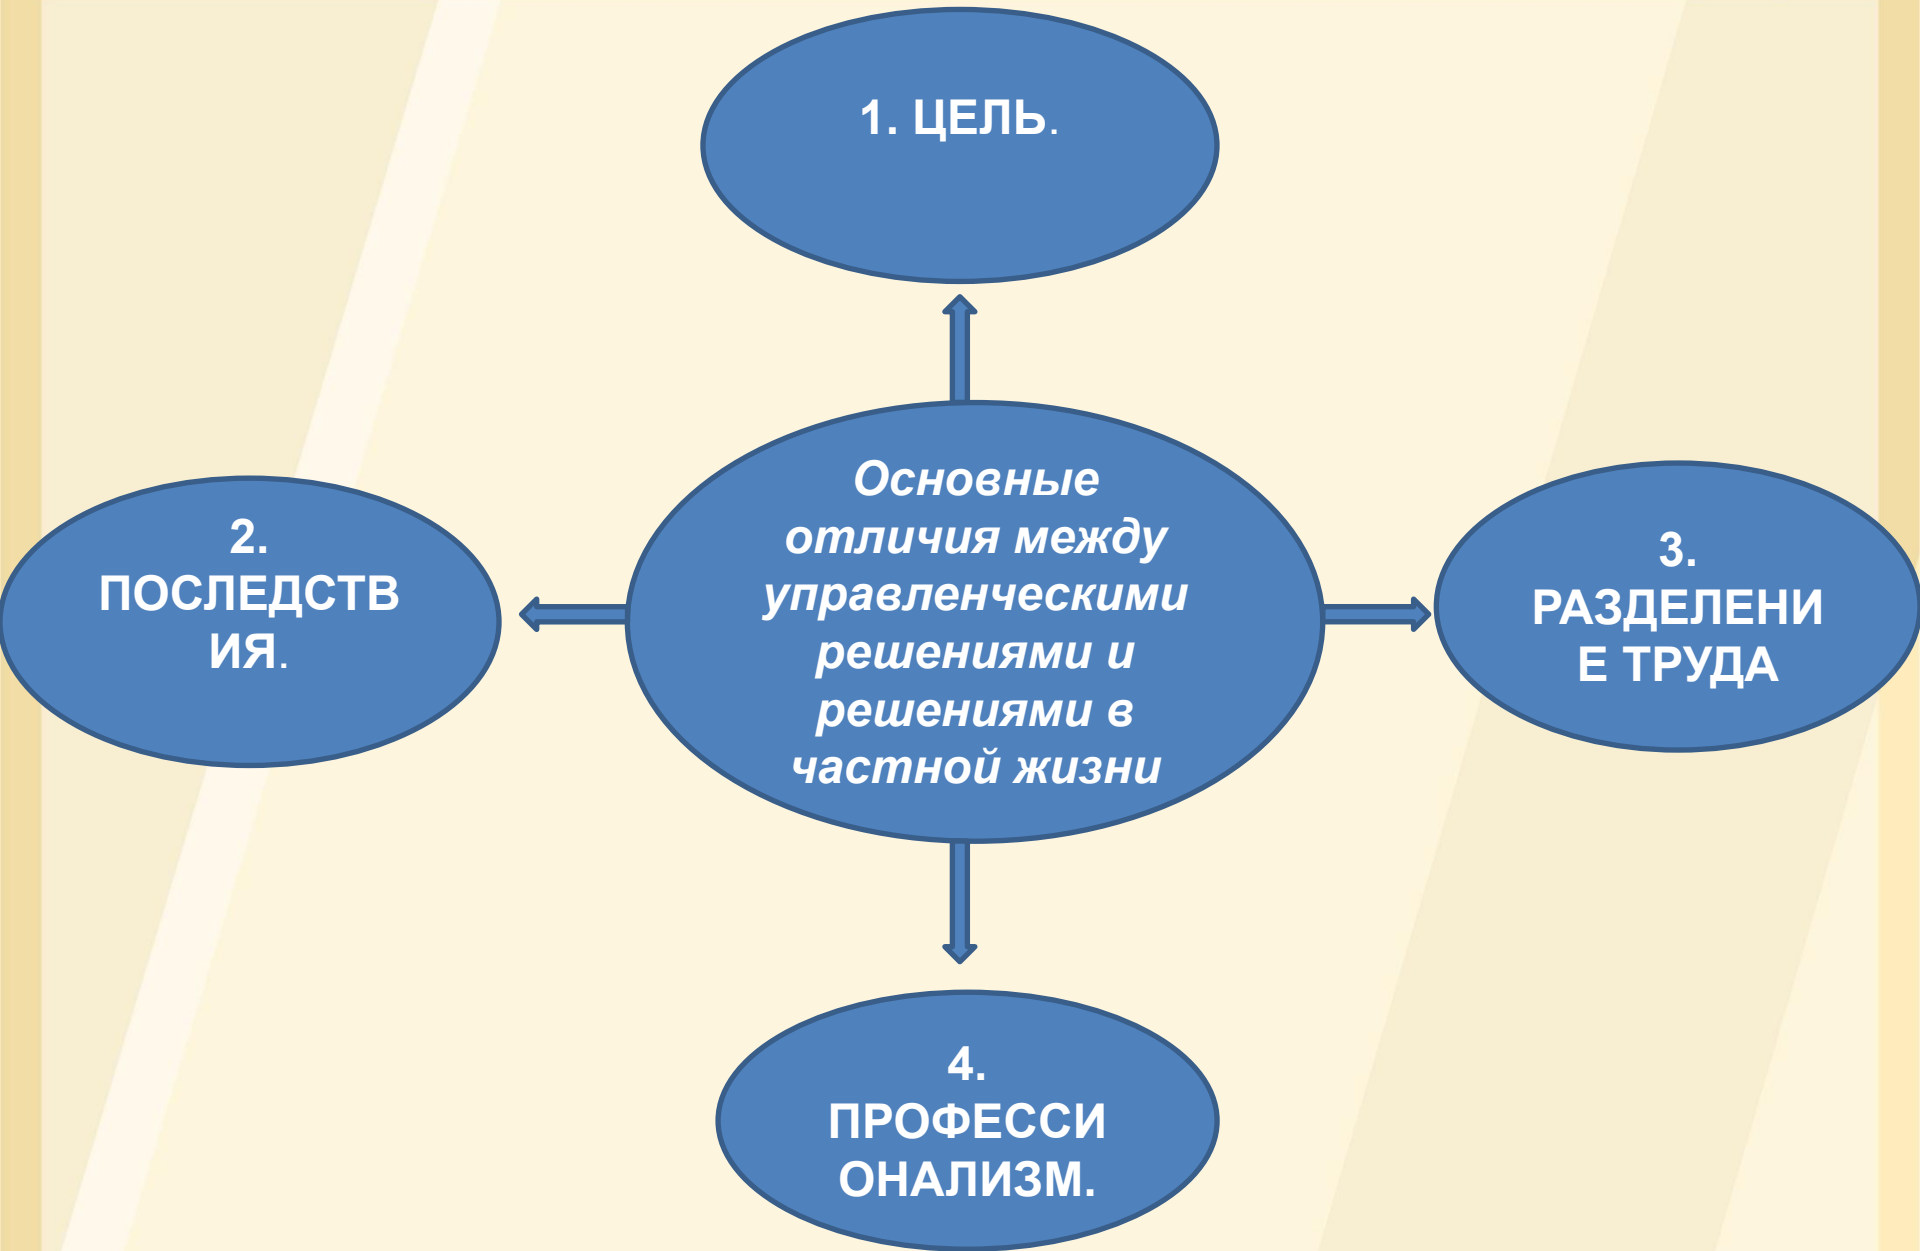 1. ЦЕЛЬ.
Основные
отличия между
управленческими
решениями и
решениями в
частной жизни
2.
ПОСЛЕДСТВ
ИЯ.
3.
РАЗДЕЛЕНИ
Е ТРУДА
4.
ПРОФЕССИ
ОНАЛИЗМ.